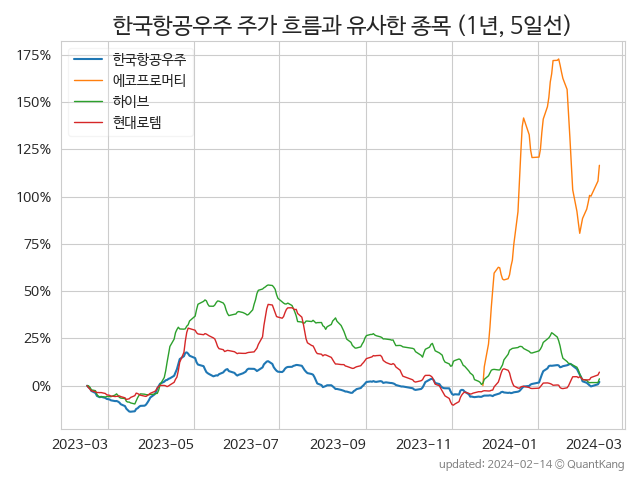 한국항공우주 주가 흐름과 유사한 종목 (1년, 5일선)
한국항공우주
에코프로머티
하이브
현대로템
175%
150%
125%
100%
75%
50%
25%
0%
2023-03 2023-05 2023-07 2023-09 2023-11 2024-01 2024-03
updated: 2024-02-14 @ QuantKang